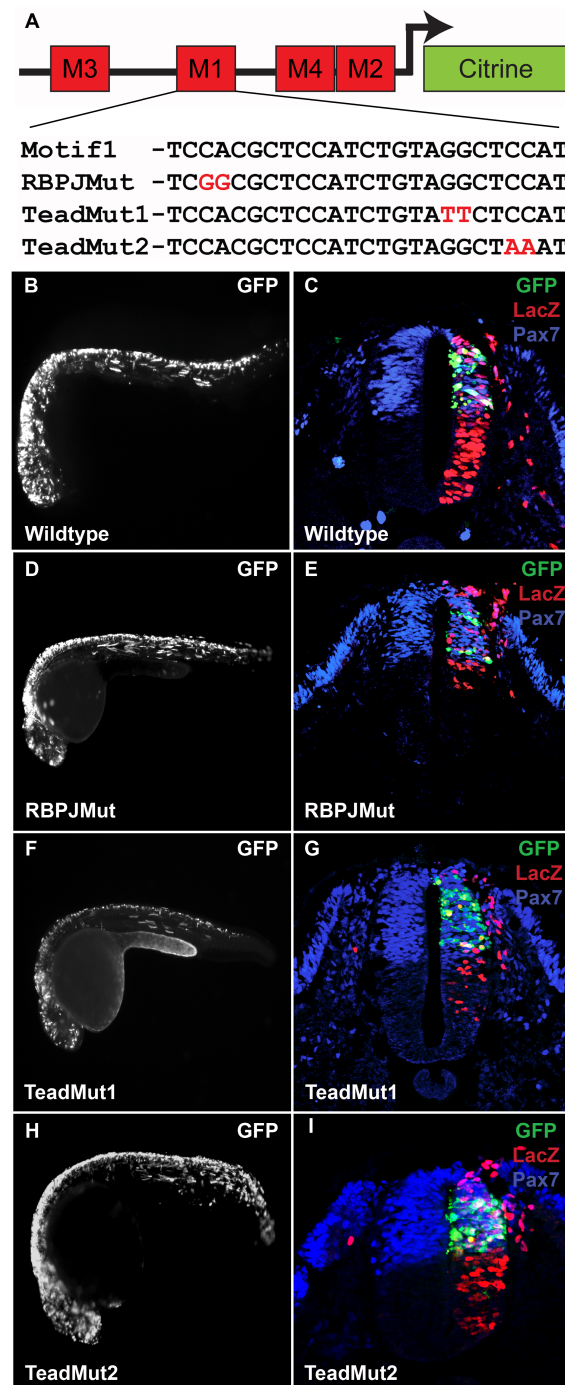 A
M3 M1 M4 M2 Citrine
Motif1 -TCCACGCTCCATCTGTAGGCTCCAT
RBPJMut -TCGGCGCTCCATCTGTAGGCTCCAT
TeadMut1 -TCCACGCTCCATCTGTATTCTCCAT
TeadMut2-TCCACGCTCCATCTGTAGGCTAAAT
B GFP
Wildtype
C GFP
LacZ
Pax7
Wildtype
D GFP
RBPJMut
E GFP
LacZ
Pax7
RBPJMut
F GFP
TeadMut1
G GFP
LacZ
Pax7
TeadMut1
H GFP
TeadMut2
I GFP
LacZ
Pax7
TeadMut2